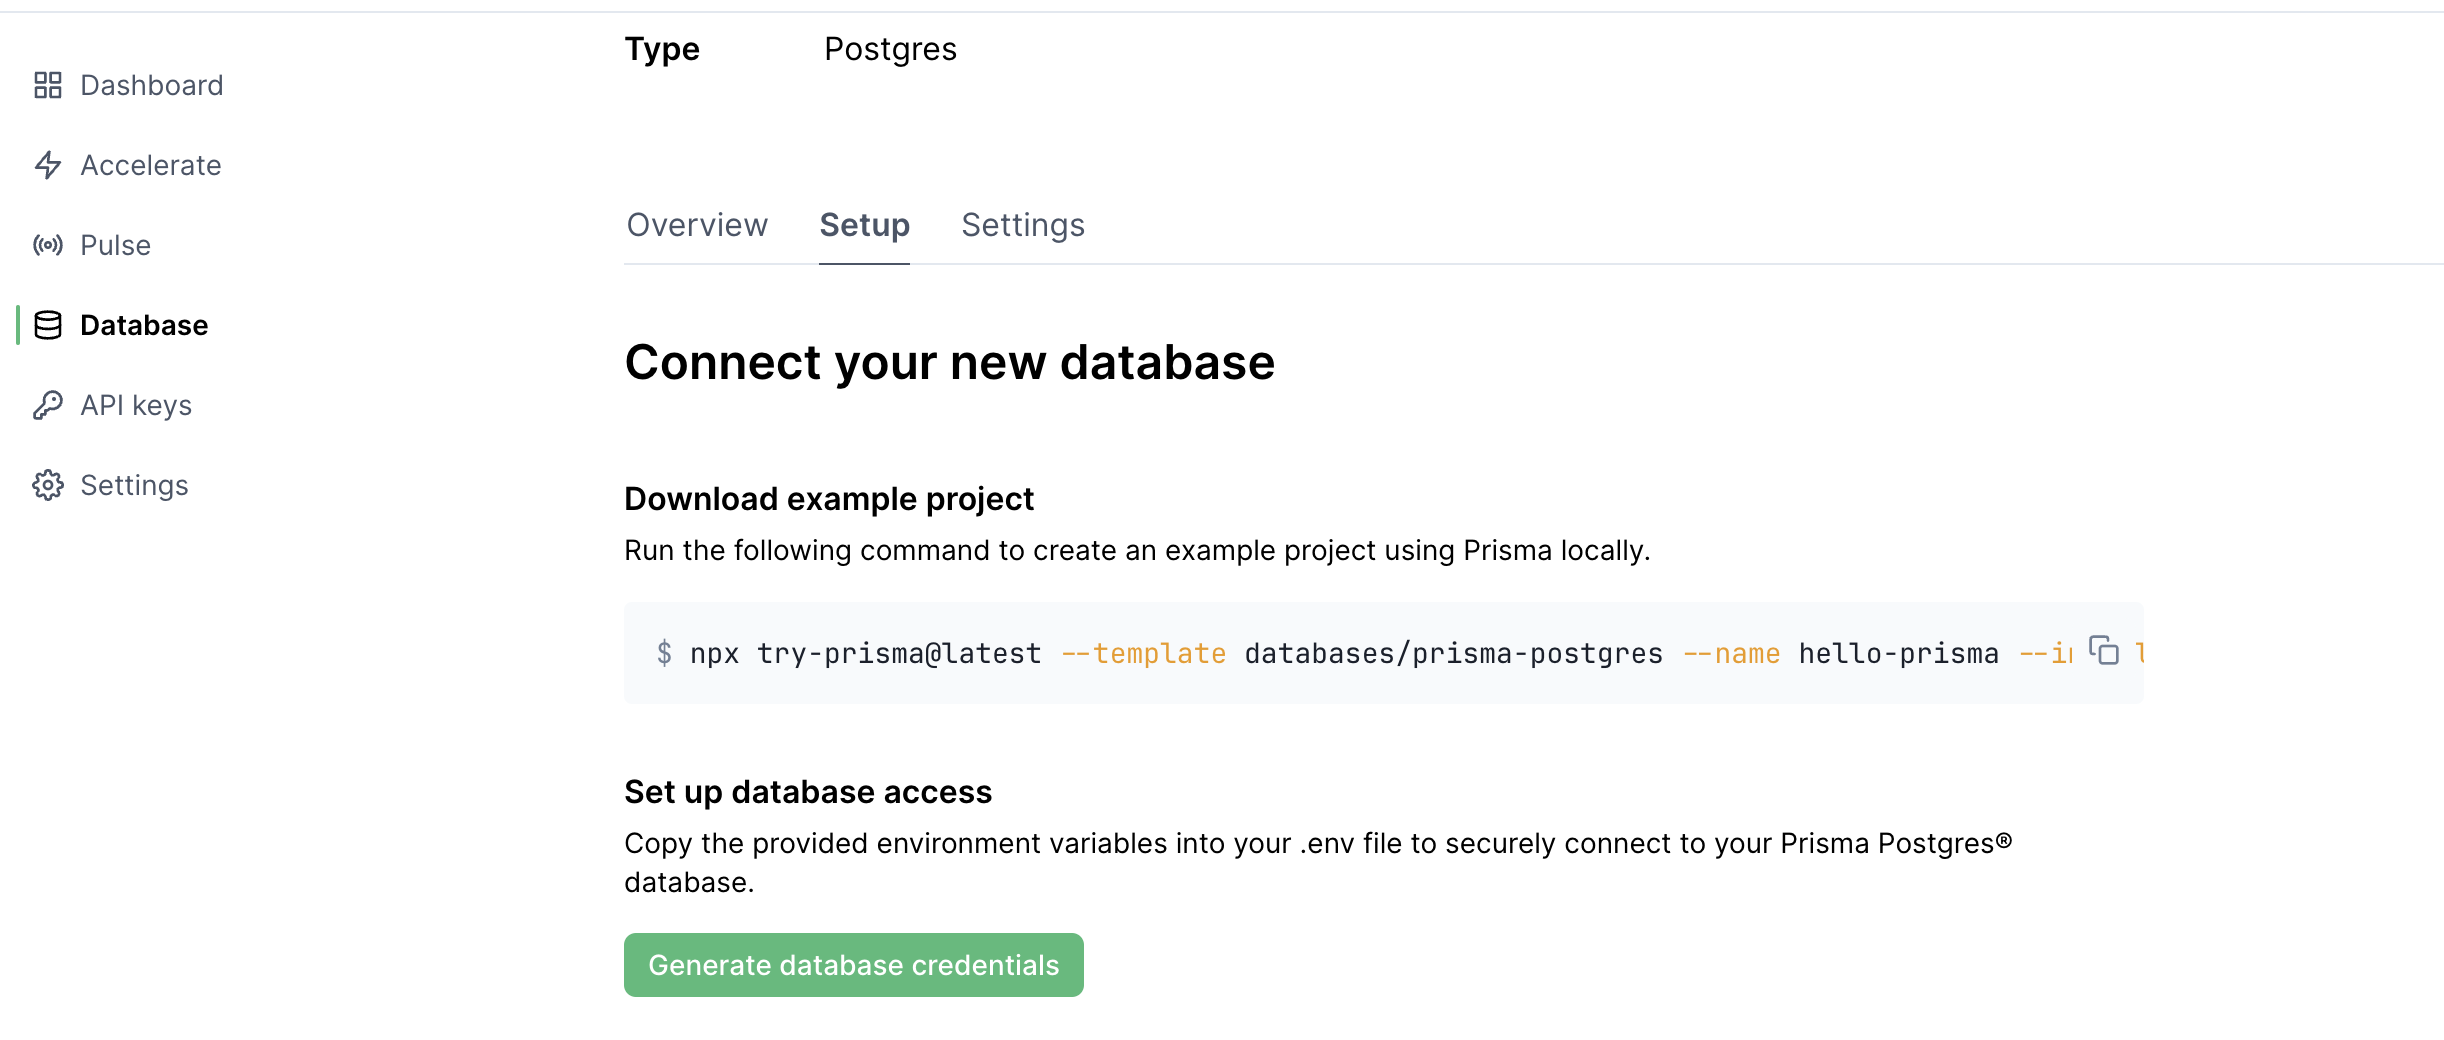 Type Postgres
Dashboard
Accelerate
Pulse
Database
API keys
Settings
Overview Setup Settings
Connect your new database
Download example project
Run the following command to create an example project using Prisma locally.
$ npx try-prisma@latest --template databases/prisma-postgres --name hello-prisma
Set up database access
Copy the provided environment variables into your .env file to securely connect to your Prisma Postgres®
database.
Generate database credentials